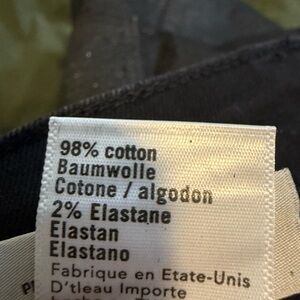 98% cotton
Baumwolle
Cotone / algodon
2% Elastane
Elastan
Elastano
Fabrique en Etate-Unis
D'tleau Importe